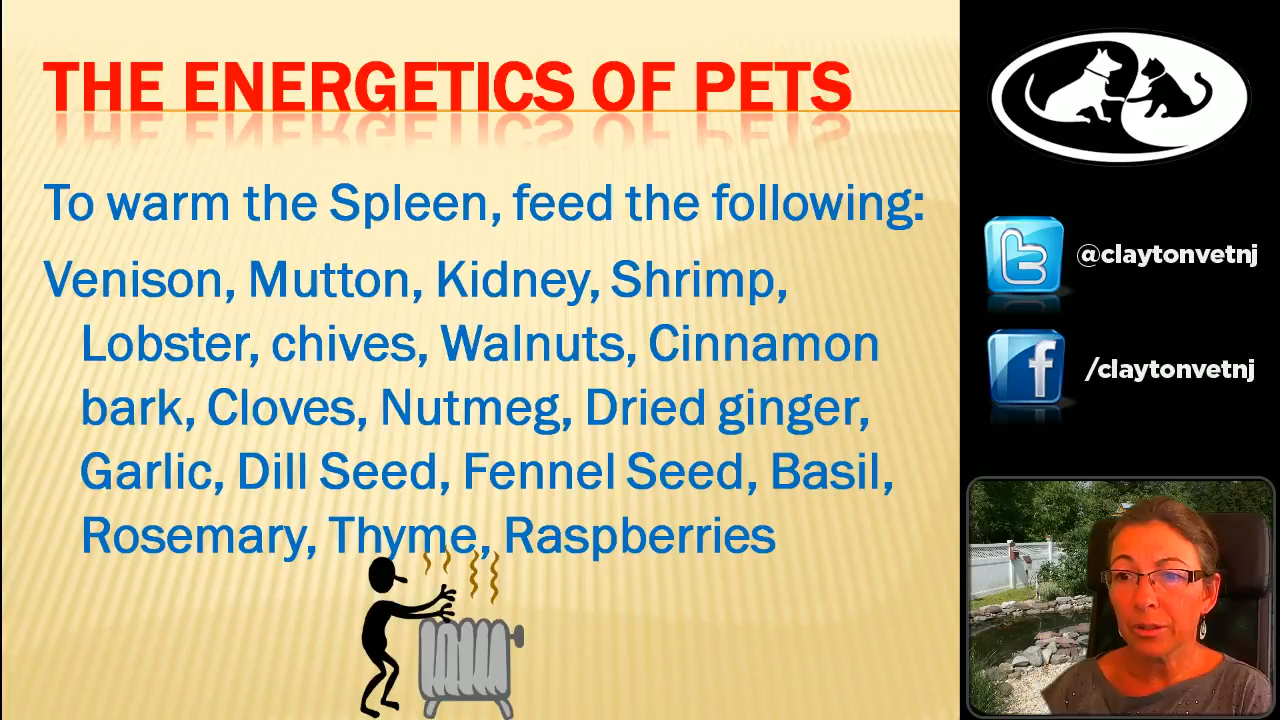 THE ENERGETICS OF PETS
To warm the Spleen, feed the following:
Venison, Mutton, Kidney, Shrimp,
Lobster, chives, Walnuts, Cinnamon
bark, Cloves, Nutmeg, Dried ginger,
Garlic, Dill Seed, Fennel Seed, Basil,
Rosemary, Thyme, Raspberries
@claytonvetnj
/claytonvetnj